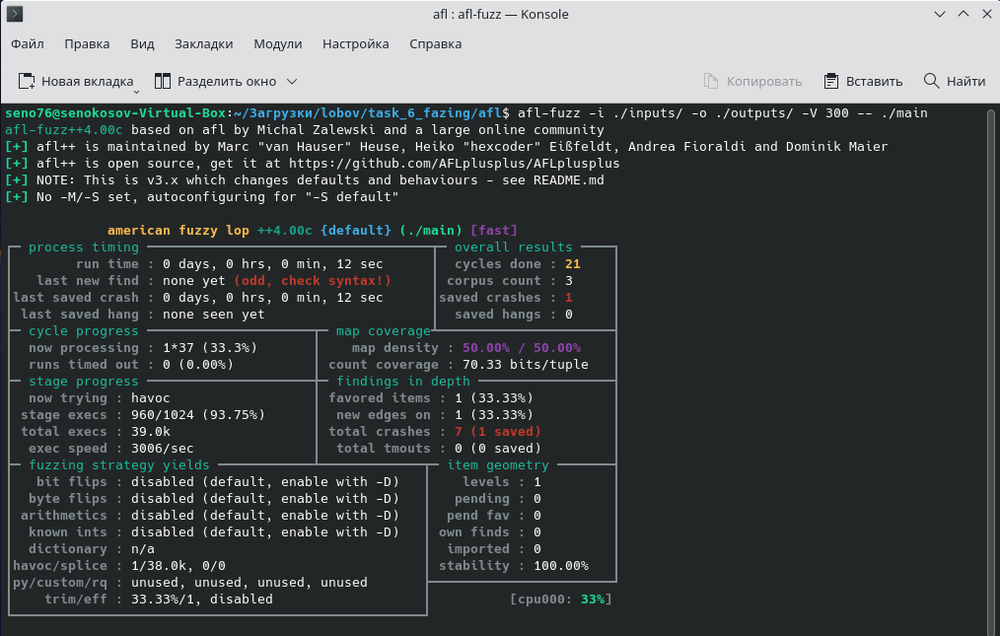 afl : afl-fuzz — Konsole
Файл Правка Вид Закладки Модули Настройка Справка
Новая вкладка Разделить окно Копировать Вставить Найти
seno76@senokosov-Virtual-Box:~/Загрузки/lobov/task_6_fazing/afl$ afl-fuzz -i ./inputs/ -o ./outputs/ -V 300 -- ./main
afl-fuzz++4.00c based on afl by Michal Zalewski and a large online community
[+] afl++ is maintained by Marc "van Hauser" Heuse, Heiko "hexcoder" Eißfeldt, Andrea Fioraldi and Dominik Maier
[+] afl++ is open source, get it at https://github.com/AFLplusplus/AFLplusplus
[+] NOTE: This is v3.x which changes defaults and behaviours - see README.md
[+] No -M/-S set, autoconfiguring for "-S default"
american fuzzy lop ++4.00c {default} (./main) [fast]
process timing overall results
run time : 0 days, 0 hrs, 0 min, 12 sec cycles done : 21
last new find : none yet (odd, check syntax!) corpus count : 3
last saved crash : 0 days, 0 hrs, 0 min, 12 sec saved crashes : 1
last saved hang : none seen yet saved hangs : 0
cycle progress map coverage
now processing : 1*37 (33.3%) map density : 50.00% / 50.00%
runs timed out : 0 (0.00%) count coverage : 70.33 bits/tuple
stage progress findings in depth
now trying : havoc favored items : 1 (33.33%)
stage execs : 960/1024 (93.75%) new edges on : 1 (33.33%)
total execs : 39.0k total crashes : 7 (1 saved)
exec speed : 3006/sec total tmouts : 0 (0 saved)
fuzzing strategy yields item geometry
bit flips : disabled (default, enable with -D) levels : 1
byte flips : disabled (default, enable with -D) pending : 0
arithmetics : disabled (default, enable with -D) pend fav : 0
known ints : disabled (default, enable with -D) own finds : 0
dictionary : n/a imported : 0
havoc/splice : 1/38.0k, 0/0 stability : 100.00%
py/custom/rq : unused, unused, unused, unused
trim/eff : 33.33%/1, disabled [cpu000: 33%]